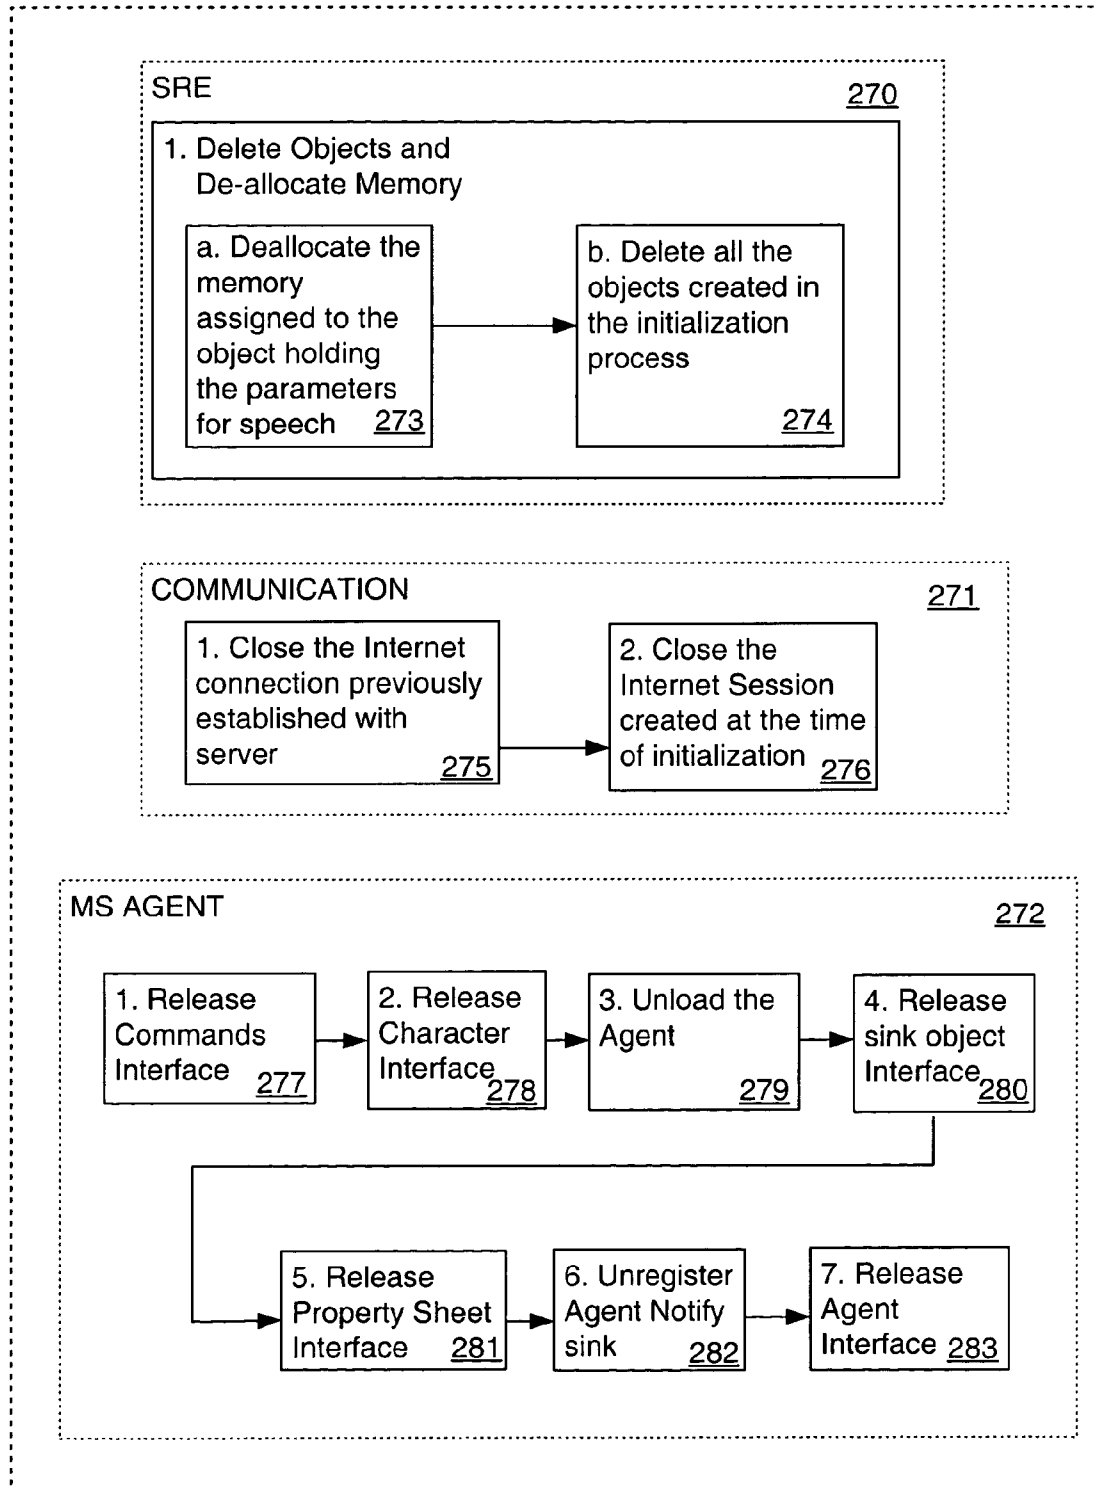 SRE
270
1. Delete Objects and
De-allocate Memory
a. Deallocate the
memory
assigned to the
object holding
the parameters
for speech 273
b. Delete all the
objects created in
the initialization
process
274
COMMUNICATION
271
1. Close the Internet
connection previously
established with
server
275
2. Close the
Internet Session
created at the time
of initialization 276
MS AGENT
272
1. Release
Commands
Interface 277
2. Release
Character
Interface 278
3. Unload the
Agent
279
4. Release
sink object
Interface 280
5. Release
Property Sheet
Interface 281
6. Unregister
Agent Notify
sink 282
7. Release
Agent
Interface 283